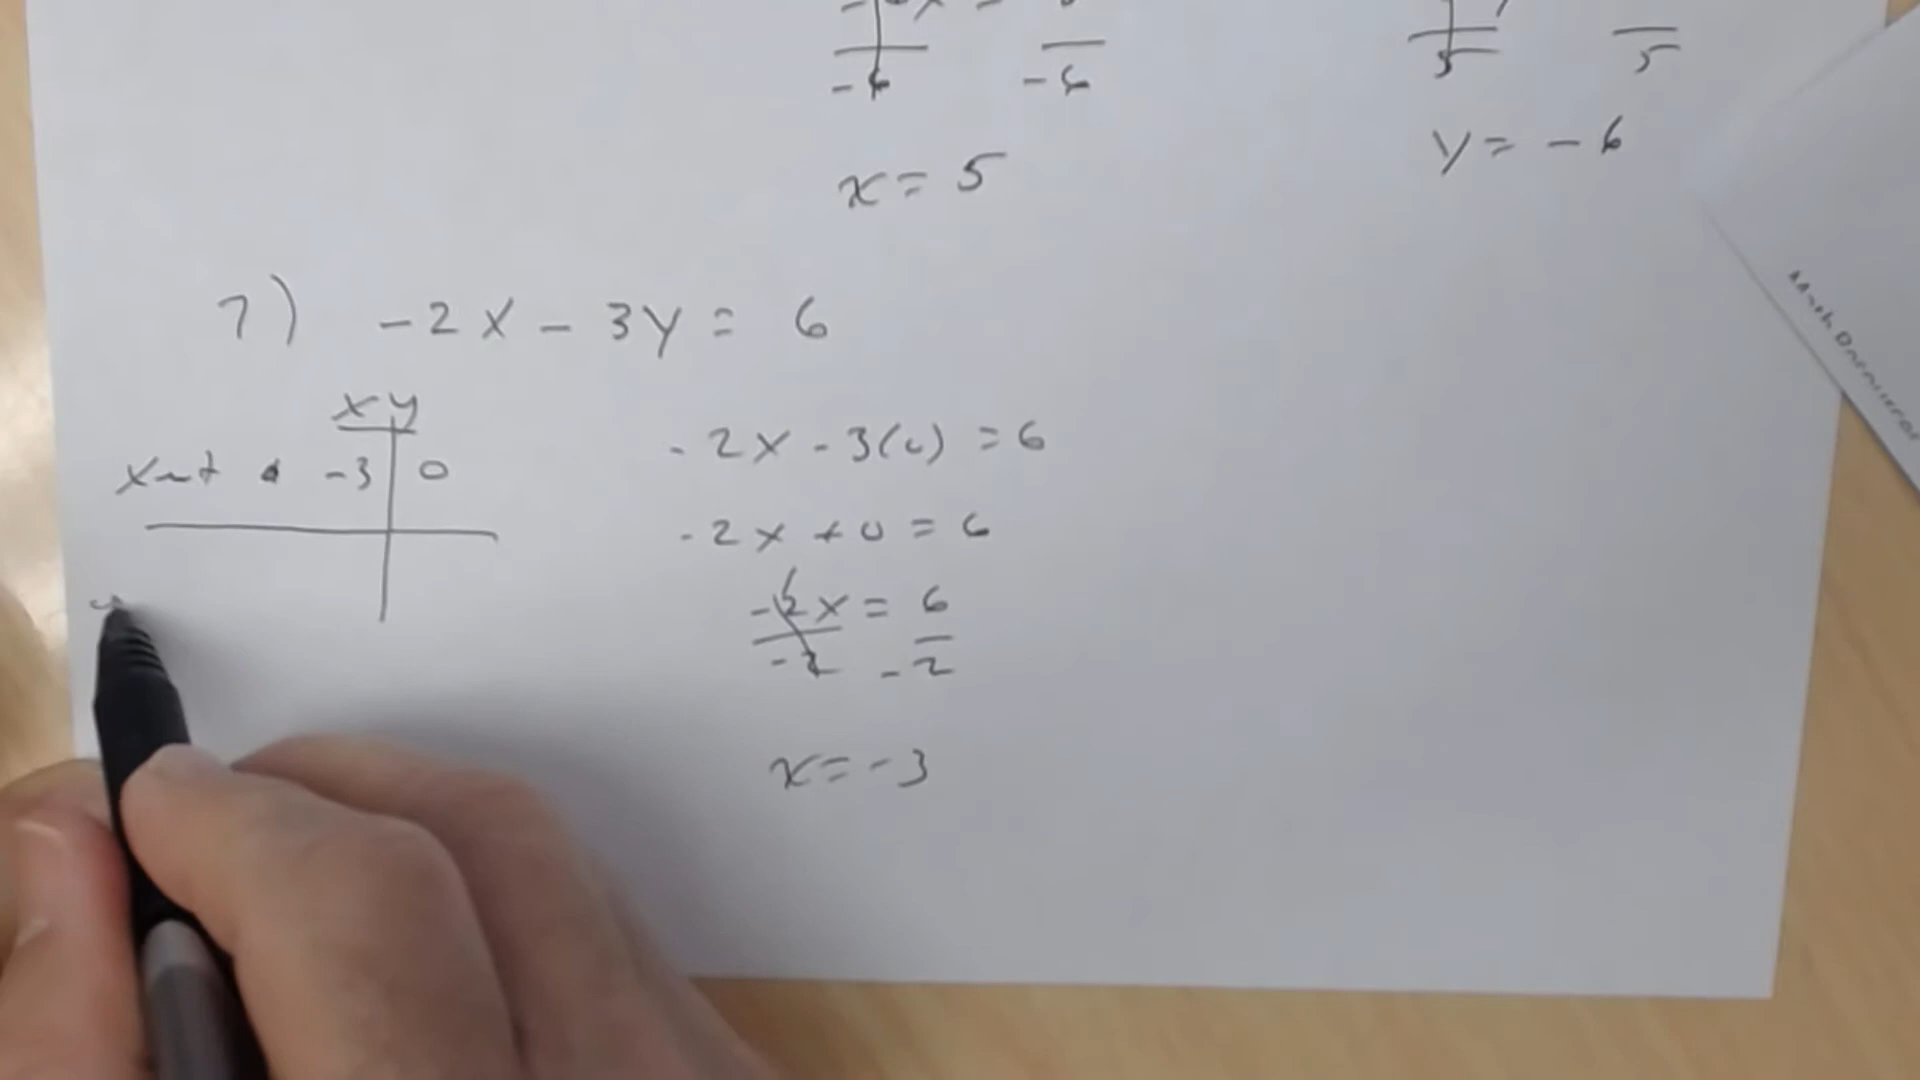 -6 -6
5 5
x = 5
y = -6
7) -2x - 3y = 6
x y
x-int -3 0
-2x - 3(0) = 6
-2x + 0 = 6
-2x = 6
-2 -2
x = -3